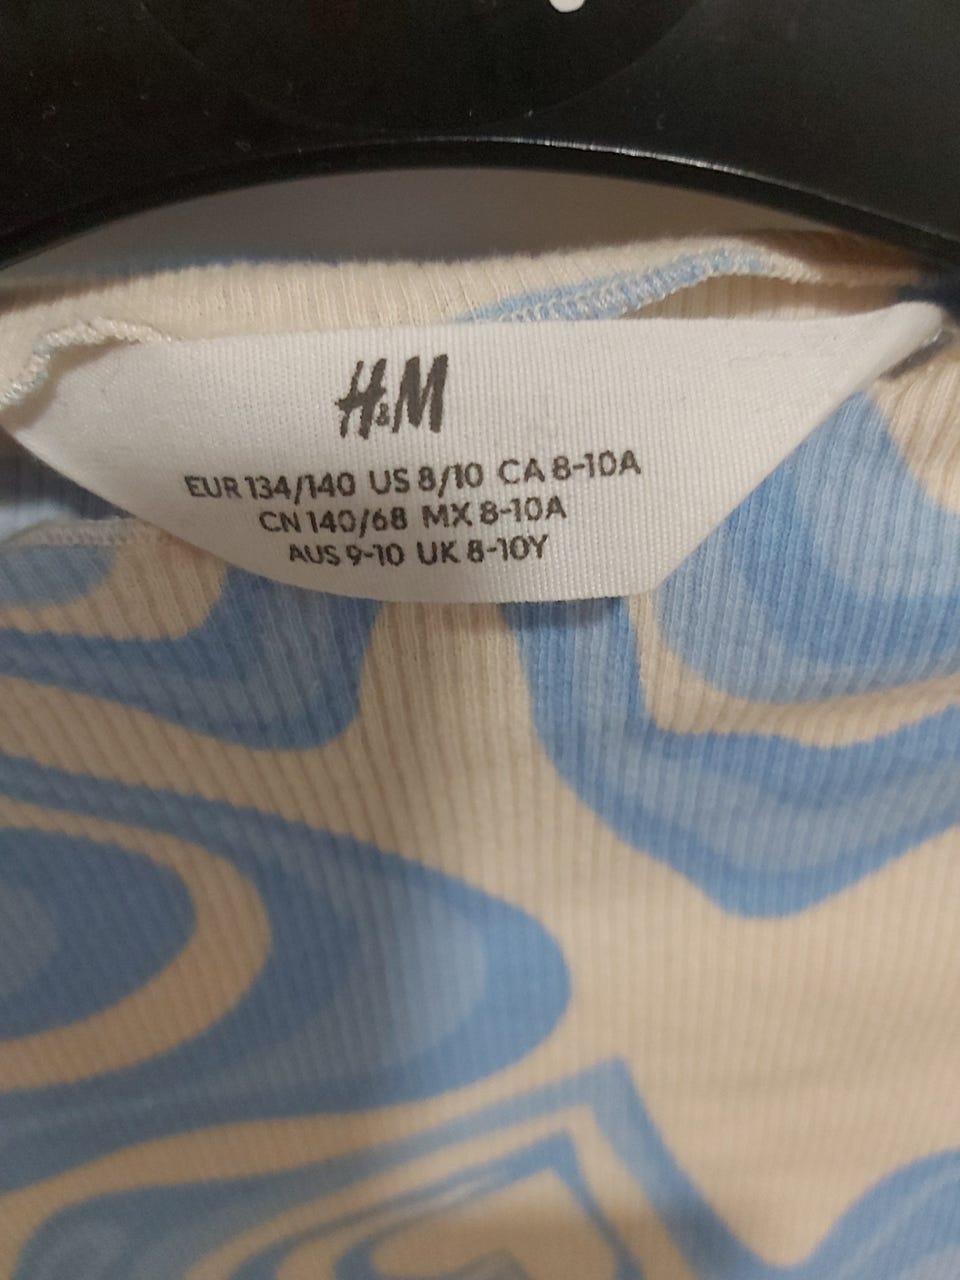 H&M
EUR 134/140 US 8/10 CA 8-10A
CN 140/68 MX 8-10A
AUS 9-10 UK 8-10Y